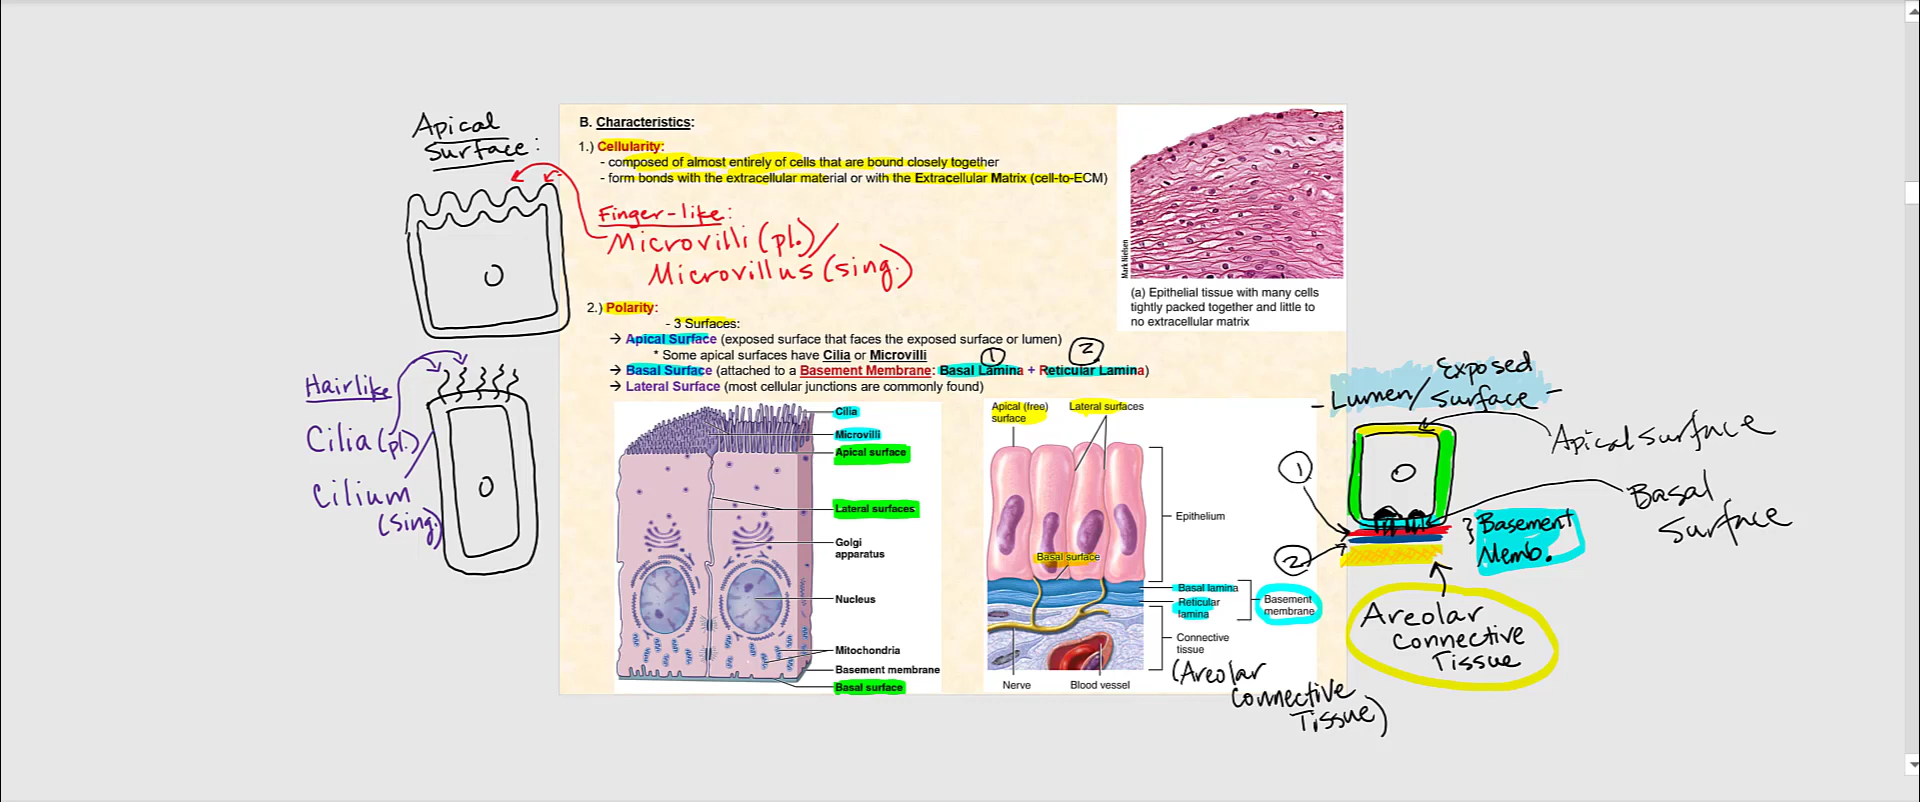 Apical
Surface:
B. Characteristics:
1.) Cellularity:
- composed of almost entirely of cells that are bound closely together
- form bonds with the extracellular material or with the Extracellular Matrix (cell-to-ECM)
Finger-like:
Microvilli (pl.)/
Microvillus (sing.)
Mark Nielsen
(a) Epithelial tissue with many cells
tightly packed together and little to
no extracellular matrix
2.) Polarity:
- 3 Surfaces:
→ Apical Surface (exposed surface that faces the exposed surface or lumen)
* Some apical surfaces have Cilia or Microvilli
1
2
→ Basal Surface (attached to a Basement Membrane: Basal Lamina + Reticular Lamina)
→ Lateral Surface (most cellular junctions are commonly found)
Hairlike
Cilia (pl.)
Cilium
(sing.)
Cilia
Microvilli
Apical surface
Lateral surfaces
Golgi
apparatus
Nucleus
Mitochondria
Basement membrane
Basal surface
Apical (free)
surface
Lateral surfaces
Epithelium
Basal surface
Basal lamina
Reticular
lamina
Basement
membrane
Connective
tissue
Nerve
Blood vessel
(Areolar
Connective
Tissue)
- Lumen/ Exposed
Surface -
Apical surface
1
Basal
Surface
Basement
Memb.
2
Areolar
Connective
Tissue